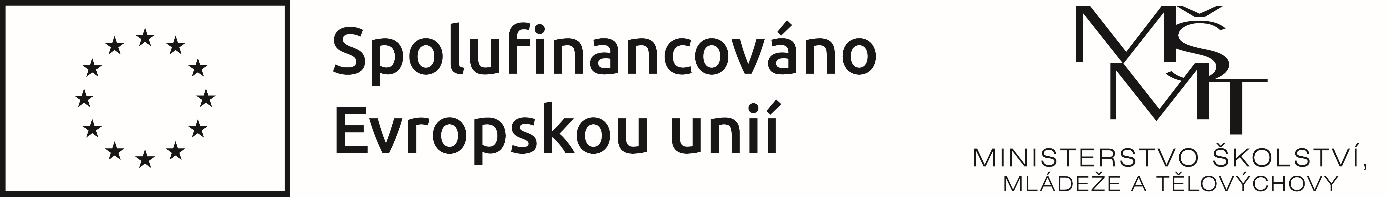 Spolufinancováno
Evropskou unií
MŠ
MT
MINISTERSTVO ŠKOLSTVÍ,
MLÁDEŽE A TĚLOVÝCHOVY